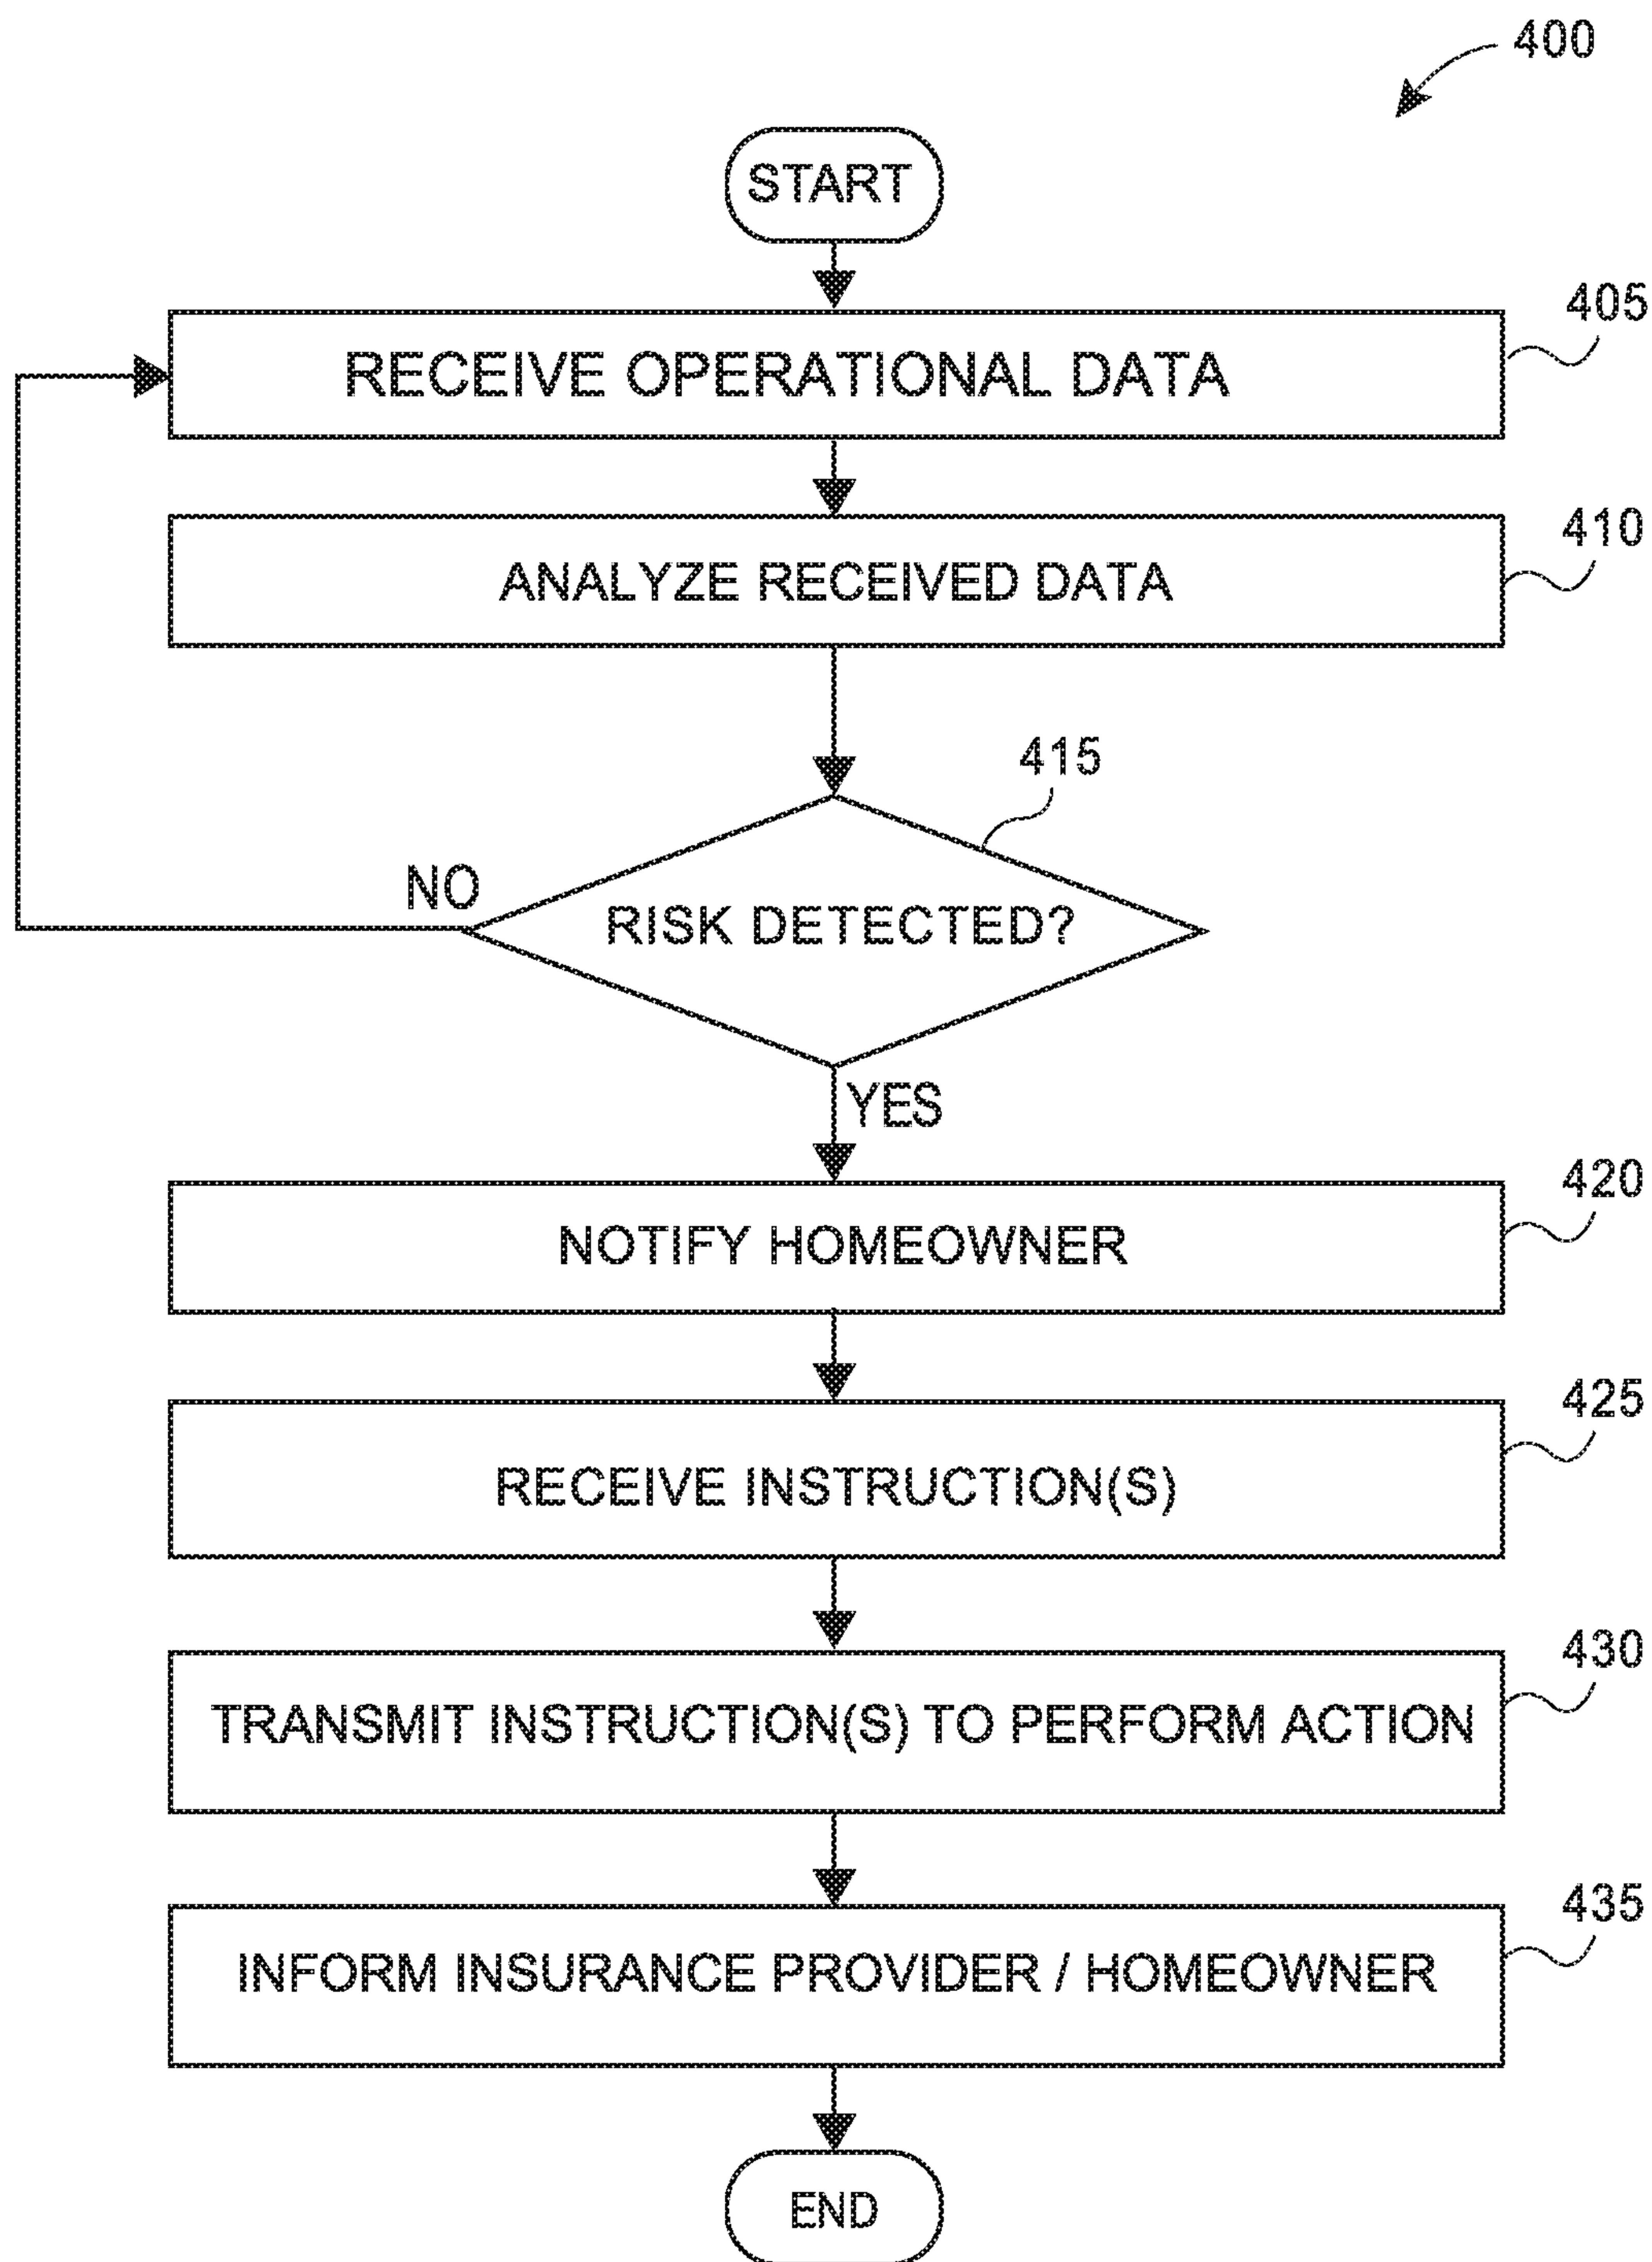 400
START
405
RECEIVE OPERATIONAL DATA
410
ANALYZE RECEIVED DATA
415
NO
RISK DETECTED?
YES
420
NOTIFY HOMEOWNER
425
RECEIVE INSTRUCTION(S)
430
TRANSMIT INSTRUCTION(S) TO PERFORM ACTION
435
INFORM INSURANCE PROVIDER / HOMEOWNER
END